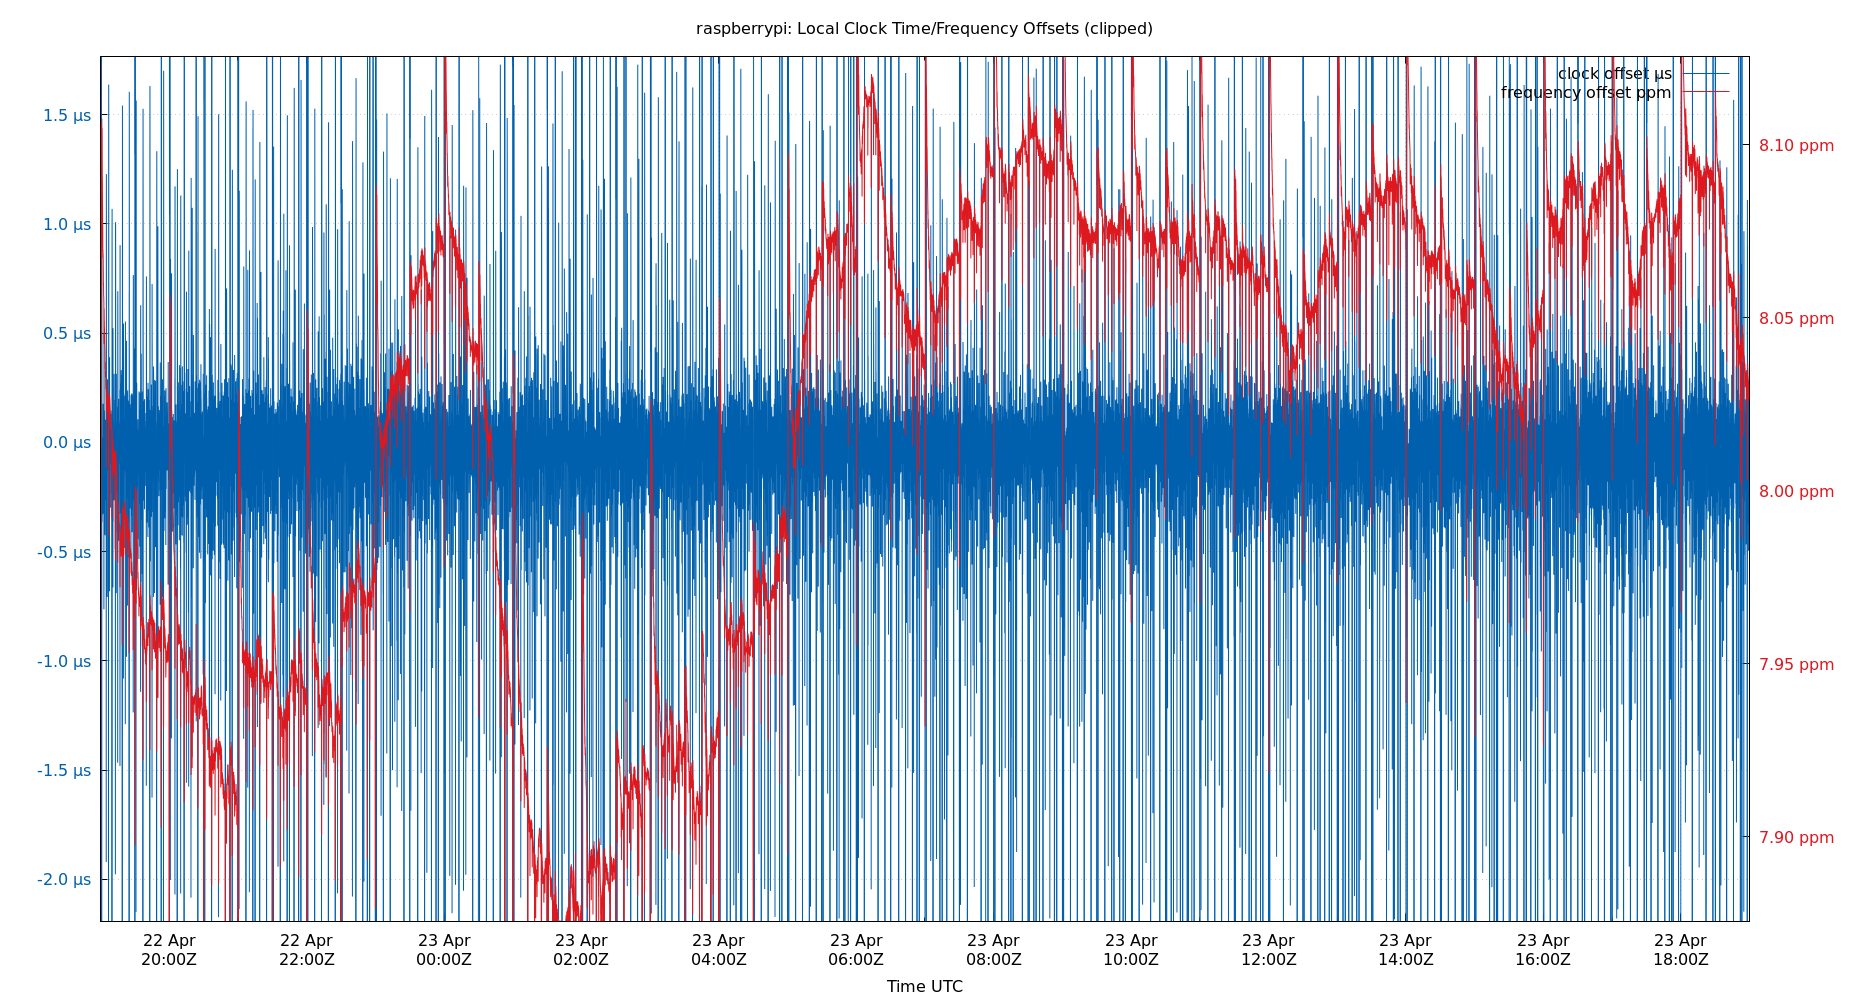 raspberrypi: Local Clock Time/Frequency Offsets (clipped)
clock offset µs
frequency offset ppm
1.5 µs
1.0 µs
0.5 µs
0.0 µs
-0.5 µs
-1.0 µs
-1.5 µs
-2.0 µs
8.10 ppm
8.05 ppm
8.00 ppm
7.95 ppm
7.90 ppm
22 Apr 22 Apr 23 Apr 23 Apr 23 Apr 23 Apr 23 Apr 23 Apr 23 Apr 23 Apr 23 Apr 23 Apr
20:00Z 22:00Z 00:00Z 02:00Z 04:00Z 06:00Z 08:00Z 10:00Z 12:00Z 14:00Z 16:00Z 18:00Z
Time UTC